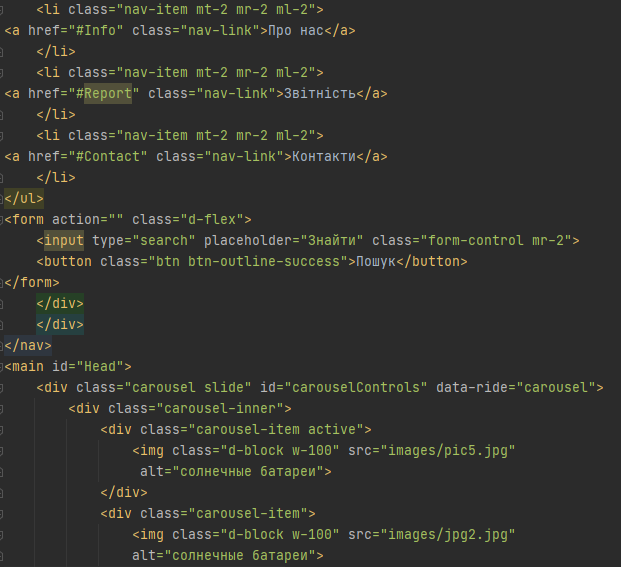 <li class="nav-item mt-2 mr-2 ml-2">
<a href="#Info" class="nav-link">Про нас</a>
</li>
<li class="nav-item mt-2 mr-2 ml-2">
<a href="#Report" class="nav-link">Звітність</a>
</li>
<li class="nav-item mt-2 mr-2 ml-2">
<a href="#Contact" class="nav-link">Контакти</a>
</li>
</ul>
<form action="" class="d-flex">
<input type="search" placeholder="Знайти" class="form-control mr-2">
<button class="btn btn-outline-success">Пошук</button>
</form>
</div>
</div>
</nav>
<main id="Head">
<div class="carousel slide" id="carouselControls" data-ride="carousel">
<div class="carousel-inner">
<div class="carousel-item active">
<img class="d-block w-100" src="images/pic5.jpg"
alt="солнечные батареи">
</div>
<div class="carousel-item">
<img class="d-block w-100" src="images/jpg2.jpg"
alt="солнечные батареи">